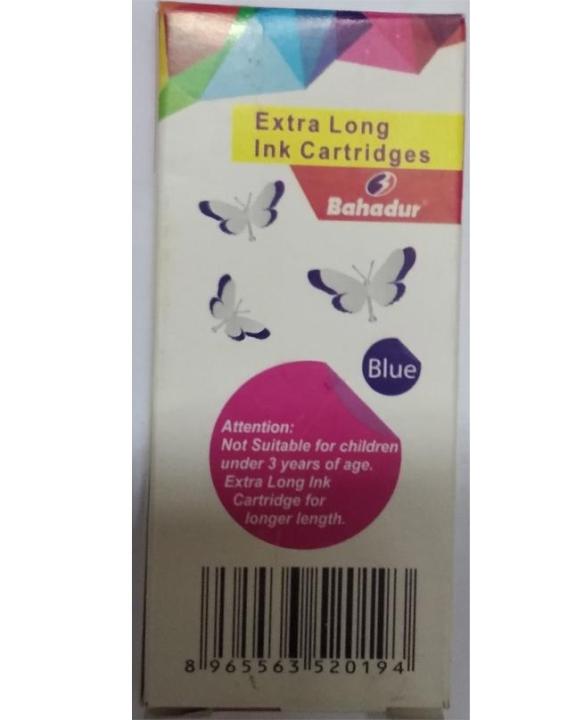 Extra Long
Ink Cartridges
Bahadur
Blue
Attention:
Not Suitable for children
under 3 years of age.
Extra Long Ink
Cartridge for
longer length.
8 965563 520194